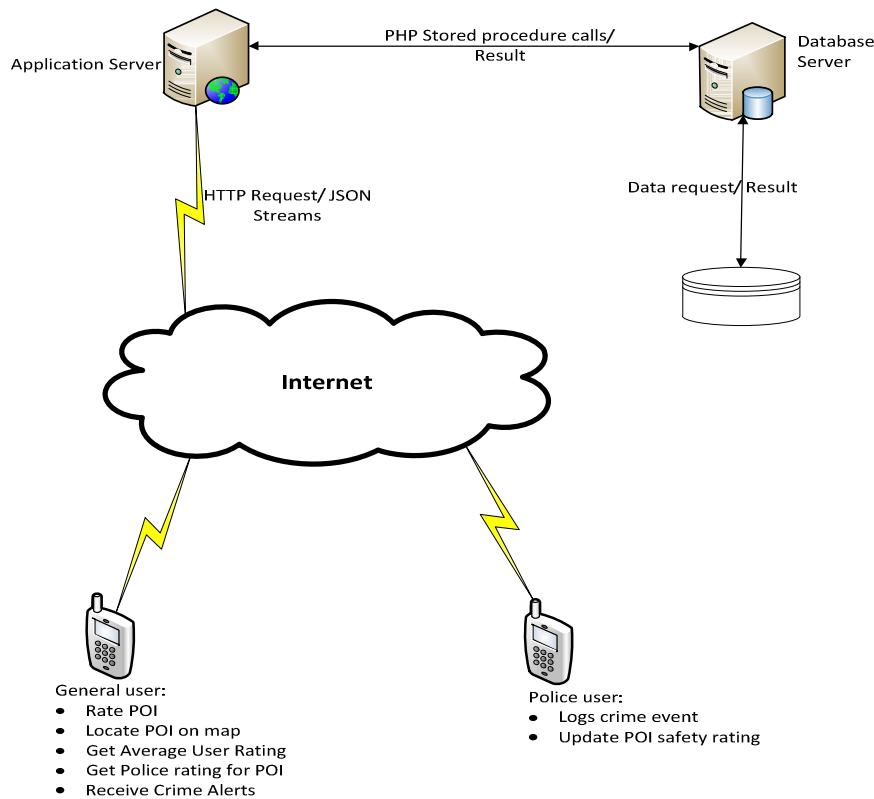 PHP Stored procedure calls/
Result
Application Server
Database
Server
HTTP Request/ JSON
Streams
Data request/ Result
Internet
General user:
• Rate POI
• Locate POI on map
• Get Average User Rating
• Get Police rating for POI
• Receive Crime Alerts
Police user:
• Logs crime event
• Update POI safety rating